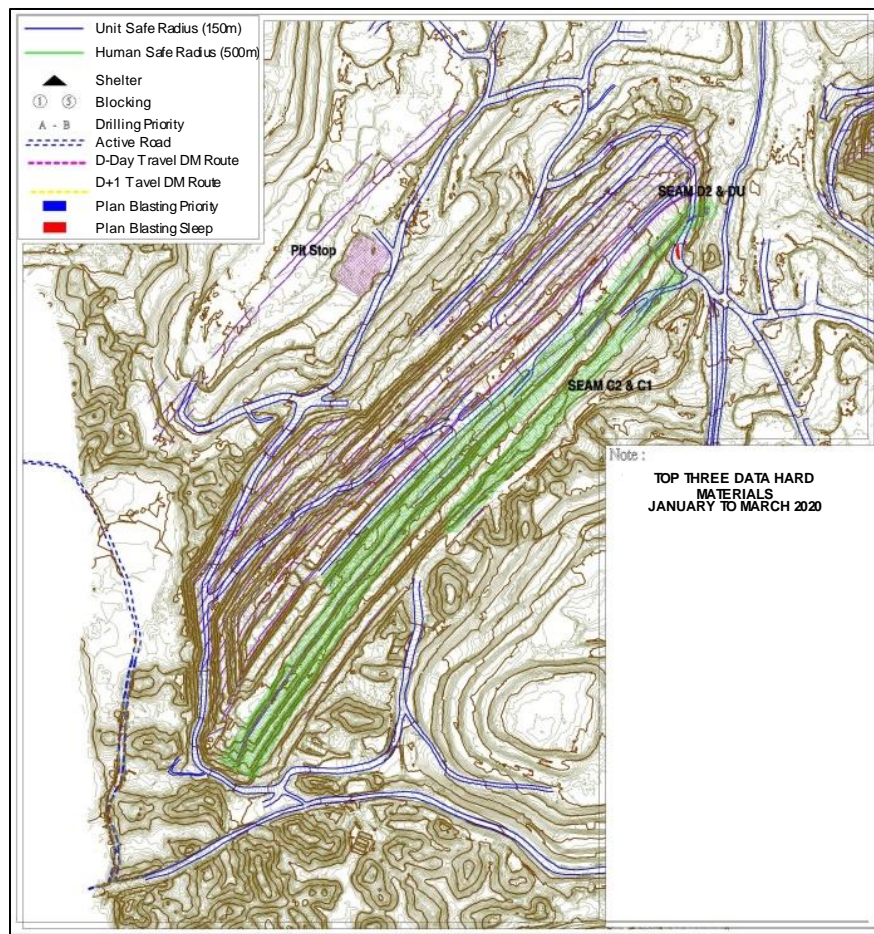 Unit Safe Radius (150m)
Human Safe Radius (500m)
Shelter
① ⑤ Blocking
A - B Drilling Priority
Active Road
D-Day Travel DM Route
D+1 Tavel DM Route
Plan Blasting Priority
Plan Blasting Sleep
SEAM D2 & DU
Pit Stop
SEAM C2 & C1
Note :
TOP THREE DATA HARD
MATERIALS
JANUARY TO MARCH 2020